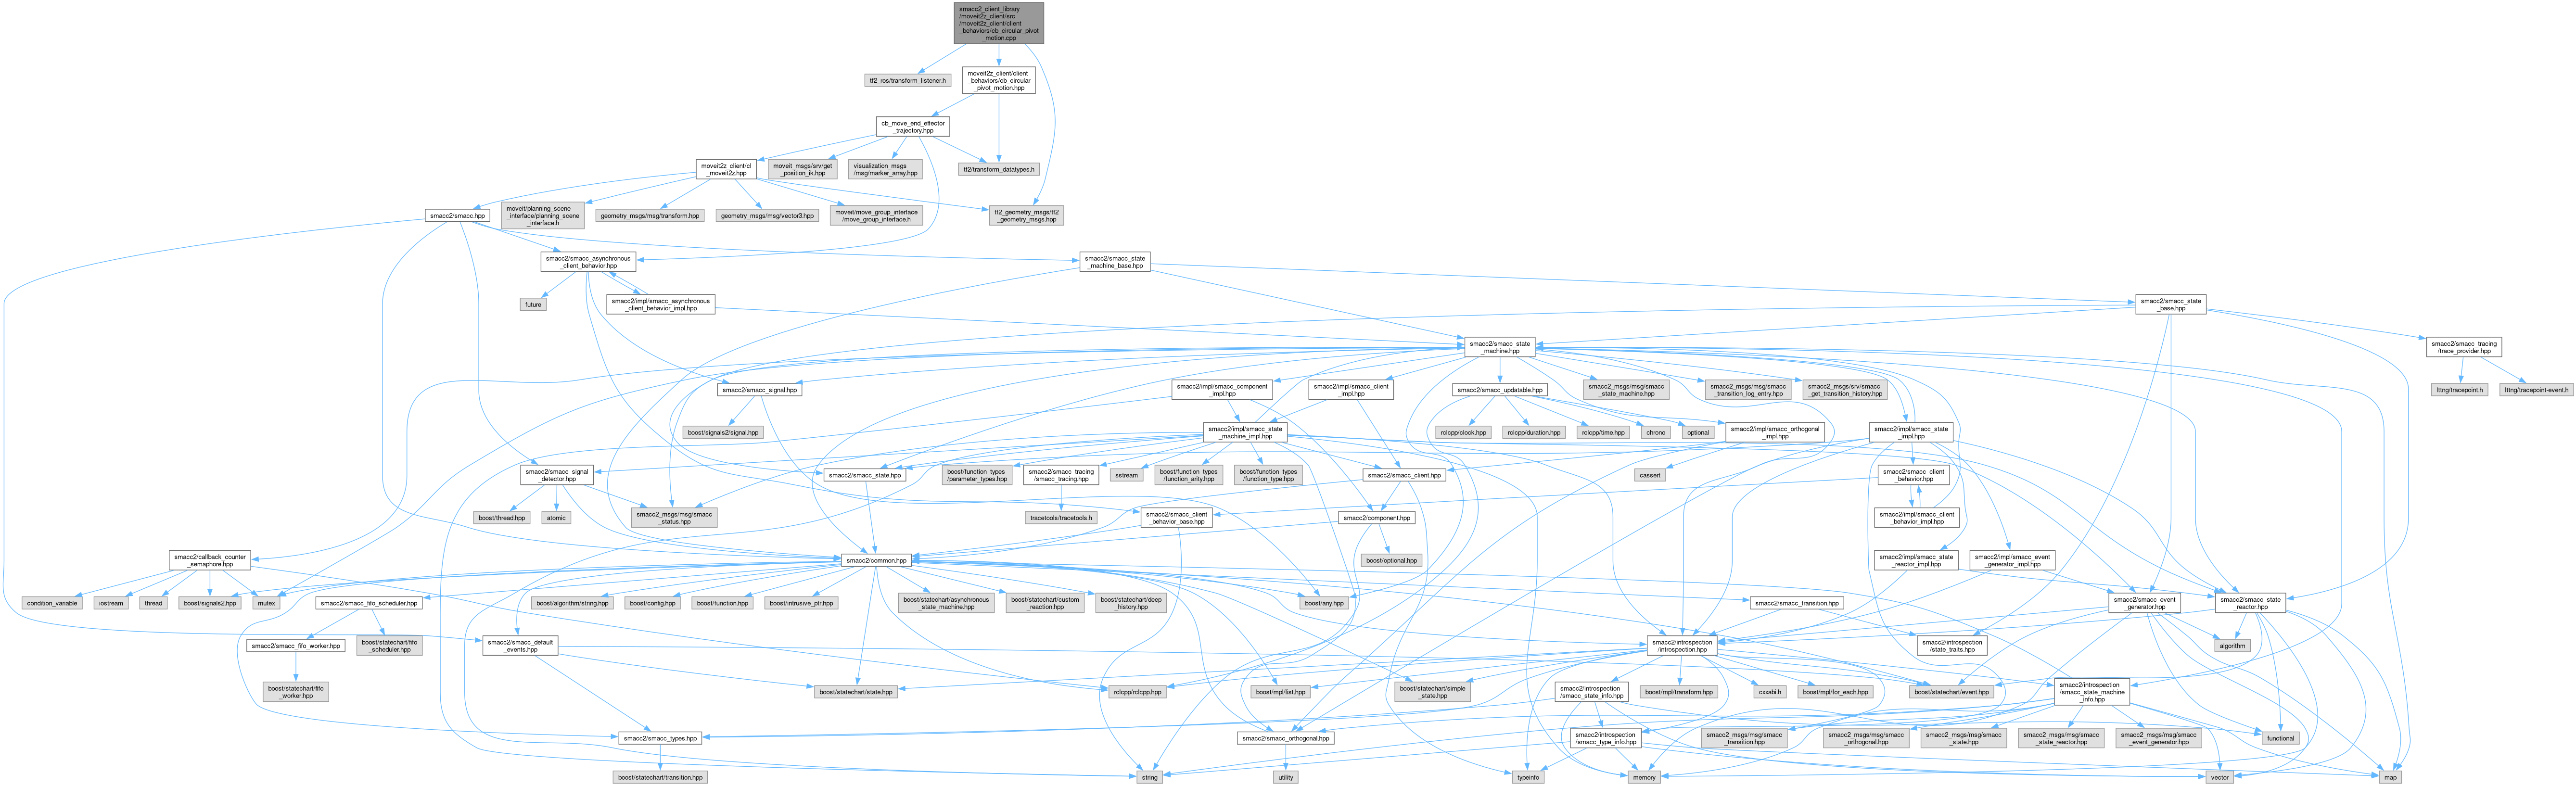 smacc2_client_library
/moveit2z_client/src
/moveit2z_client/client
_behaviors/cb_circular_pivot
_motion.cpp
tf2_ros/transform_listener.h
moveit2z_client/client
_behaviors/cb_circular
_pivot_motion.hpp
cb_move_end_effector
_trajectory.hpp
moveit2z_client/cl
_moveit2z.hpp
moveit_msgs/srv/get
_position_ik.hpp
visualization_msgs
/msg/marker_array.hpp
tf2/transform_datatypes.h
smacc2/smacc.hpp
moveit/planning_scene
_interface/planning_scene
_interface.h
geometry_msgs/msg/transform.hpp
geometry_msgs/msg/vector3.hpp
moveit/move_group_interface
/move_group_interface.h
tf2_geometry_msgs/tf2
_geometry_msgs.hpp
smacc2/smacc_asynchronous
_client_behavior.hpp
smacc2/smacc_state
_machine_base.hpp
future
smacc2/impl/smacc_asynchronous
_client_behavior_impl.hpp
smacc2/smacc_state
_base.hpp
smacc2/smacc_state
_machine.hpp
smacc2/smacc_tracing
/trace_provider.hpp
smacc2/smacc_signal.hpp
smacc2/impl/smacc_component
_impl.hpp
smacc2/impl/smacc_client
_impl.hpp
smacc2/smacc_updatable.hpp
smacc2_msgs/msg/smacc
_state_machine.hpp
smacc2_msgs/msg/smacc
_transition_log_entry.hpp
smacc2_msgs/srv/smacc
_get_transition_history.hpp
lttng/tracepoint.h
lttng/tracepoint-event.h
boost/signals2/signal.hpp
smacc2/impl/smacc_state
_machine_impl.hpp
rclcpp/clock.hpp
rclcpp/duration.hpp
rclcpp/time.hpp
chrono
optional
smacc2/impl/smacc_orthogonal
_impl.hpp
smacc2/impl/smacc_state
_impl.hpp
smacc2/smacc_signal
_detector.hpp
smacc2/smacc_state.hpp
boost/function_types
/parameter_types.hpp
smacc2/smacc_tracing
/smacc_tracing.hpp
sstream
boost/function_types
/function_arity.hpp
boost/function_types
/function_type.hpp
smacc2/smacc_client.hpp
cassert
smacc2/smacc_client
_behavior.hpp
boost/thread.hpp
atomic
smacc2_msgs/msg/smacc
_status.hpp
tracetools/tracetools.h
smacc2/smacc_client
_behavior_base.hpp
smacc2/component.hpp
smacc2/impl/smacc_client
_behavior_impl.hpp
smacc2/callback_counter
_semaphore.hpp
smacc2/common.hpp
boost/optional.hpp
smacc2/impl/smacc_state
_reactor_impl.hpp
smacc2/impl/smacc_event
_generator_impl.hpp
condition_variable
iostream
thread
boost/signals2.hpp
mutex
smacc2/smacc_fifo_scheduler.hpp
boost/algorithm/string.hpp
boost/config.hpp
boost/function.hpp
boost/intrusive_ptr.hpp
boost/statechart/asynchronous
_state_machine.hpp
boost/statechart/custom
_reaction.hpp
boost/statechart/deep
_history.hpp
boost/any.hpp
smacc2/smacc_transition.hpp
smacc2/smacc_event
_generator.hpp
smacc2/smacc_state
_reactor.hpp
smacc2/smacc_fifo_worker.hpp
boost/statechart/fifo
_scheduler.hpp
smacc2/smacc_default
_events.hpp
smacc2/introspection
/introspection.hpp
smacc2/introspection
/state_traits.hpp
algorithm
boost/statechart/fifo
_worker.hpp
boost/statechart/state.hpp
rclcpp/rclcpp.hpp
boost/mpl/list.hpp
boost/statechart/simple
_state.hpp
smacc2/introspection
/smacc_state_info.hpp
boost/mpl/transform.hpp
cxxabi.h
boost/mpl/for_each.hpp
boost/statechart/event.hpp
smacc2/introspection
/smacc_state_machine
_info.hpp
smacc2/smacc_types.hpp
smacc2/smacc_orthogonal.hpp
smacc2/introspection
/smacc_type_info.hpp
smacc2_msgs/msg/smacc
_transition.hpp
smacc2_msgs/msg/smacc
_orthogonal.hpp
smacc2_msgs/msg/smacc
_state.hpp
smacc2_msgs/msg/smacc
_state_reactor.hpp
smacc2_msgs/msg/smacc
_event_generator.hpp
functional
boost/statechart/transition.hpp
string
utility
typeinfo
memory
vector
map